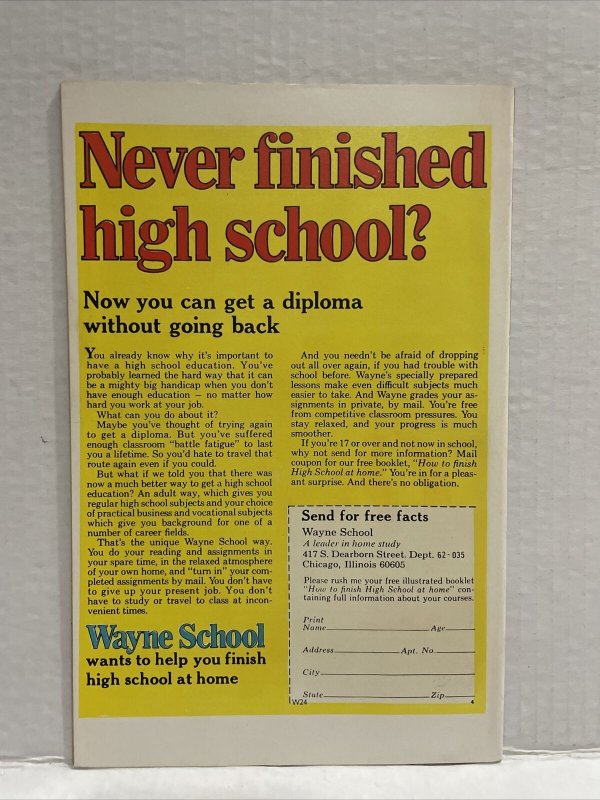 Never finished
high school?
Now you can get a diploma
without going back
You already know why it's important to
have a high school education. You've
probably learned the hard way that it can
be a mighty big handicap when you don't
have enough education — no matter how
hard you work at your job.
What can you do about it?
Maybe you've thought of trying again
to get a diploma. But you've suffered
enough classroom "battle fatigue" to last
you a lifetime. So you'd hate to travel that
route again even if you could.
But what if we told you that there was
now a much better way to get a high school
education? An adult way, which gives you
regular high school subjects and your choice
of practical business and vocational subjects
which give you background for one of a
number of career fields.
That's the unique Wayne School way.
You do your reading and assignments in
your spare time, in the relaxed atmosphere
of your own home, and "turn in" your com-
pleted assignments by mail. You don't have
to give up your present job. You don't
have to study or travel to class at incon-
venient times.
Wayne School
wants to help you finish
high school at home
And you needn't be afraid of dropping
out all over again, if you had trouble with
school before. Wayne's specially prepared
lessons make even difficult subjects much
easier to take. And Wayne grades your as-
signments in private, by mail. You're free
from competitive classroom pressures. You
stay relaxed, and your progress is much
smoother.
If you're 17 or over and not now in school,
why not send for more information? Mail
coupon for our free booklet, "How to finish
High School at home." You're in for a pleas-
ant surprise. And there's no obligation.
Send for free facts
Wayne School
A leader in home study
417 S. Dearborn Street, Dept. 62-035
Chicago, Illinois 60605
Please rush me your free illustrated booklet
"How to finish High School at home" con-
taining full information about your courses.
Print
Name Age
Address Apt. No.
City
State Zip
W24 4